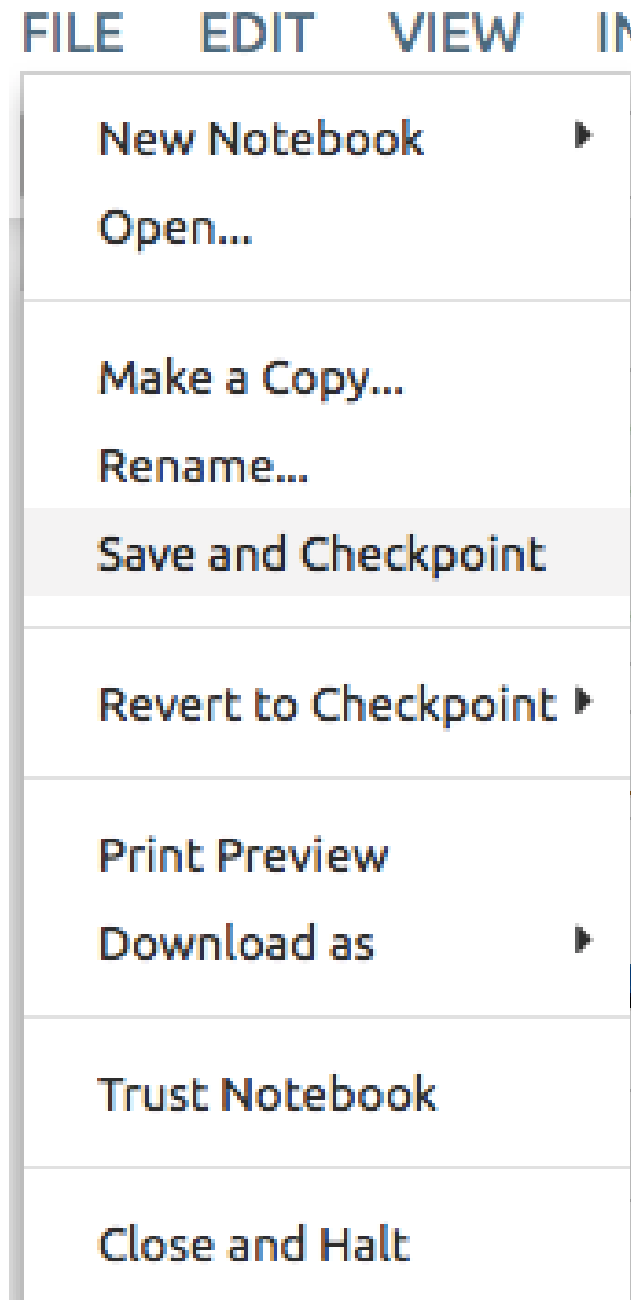 FILE EDIT VIEW
New Notebook
Open...
Make a Copy...
Rename...
Save and Checkpoint
Revert to Checkpoint
Print Preview
Download as
Trust Notebook
Close and Halt